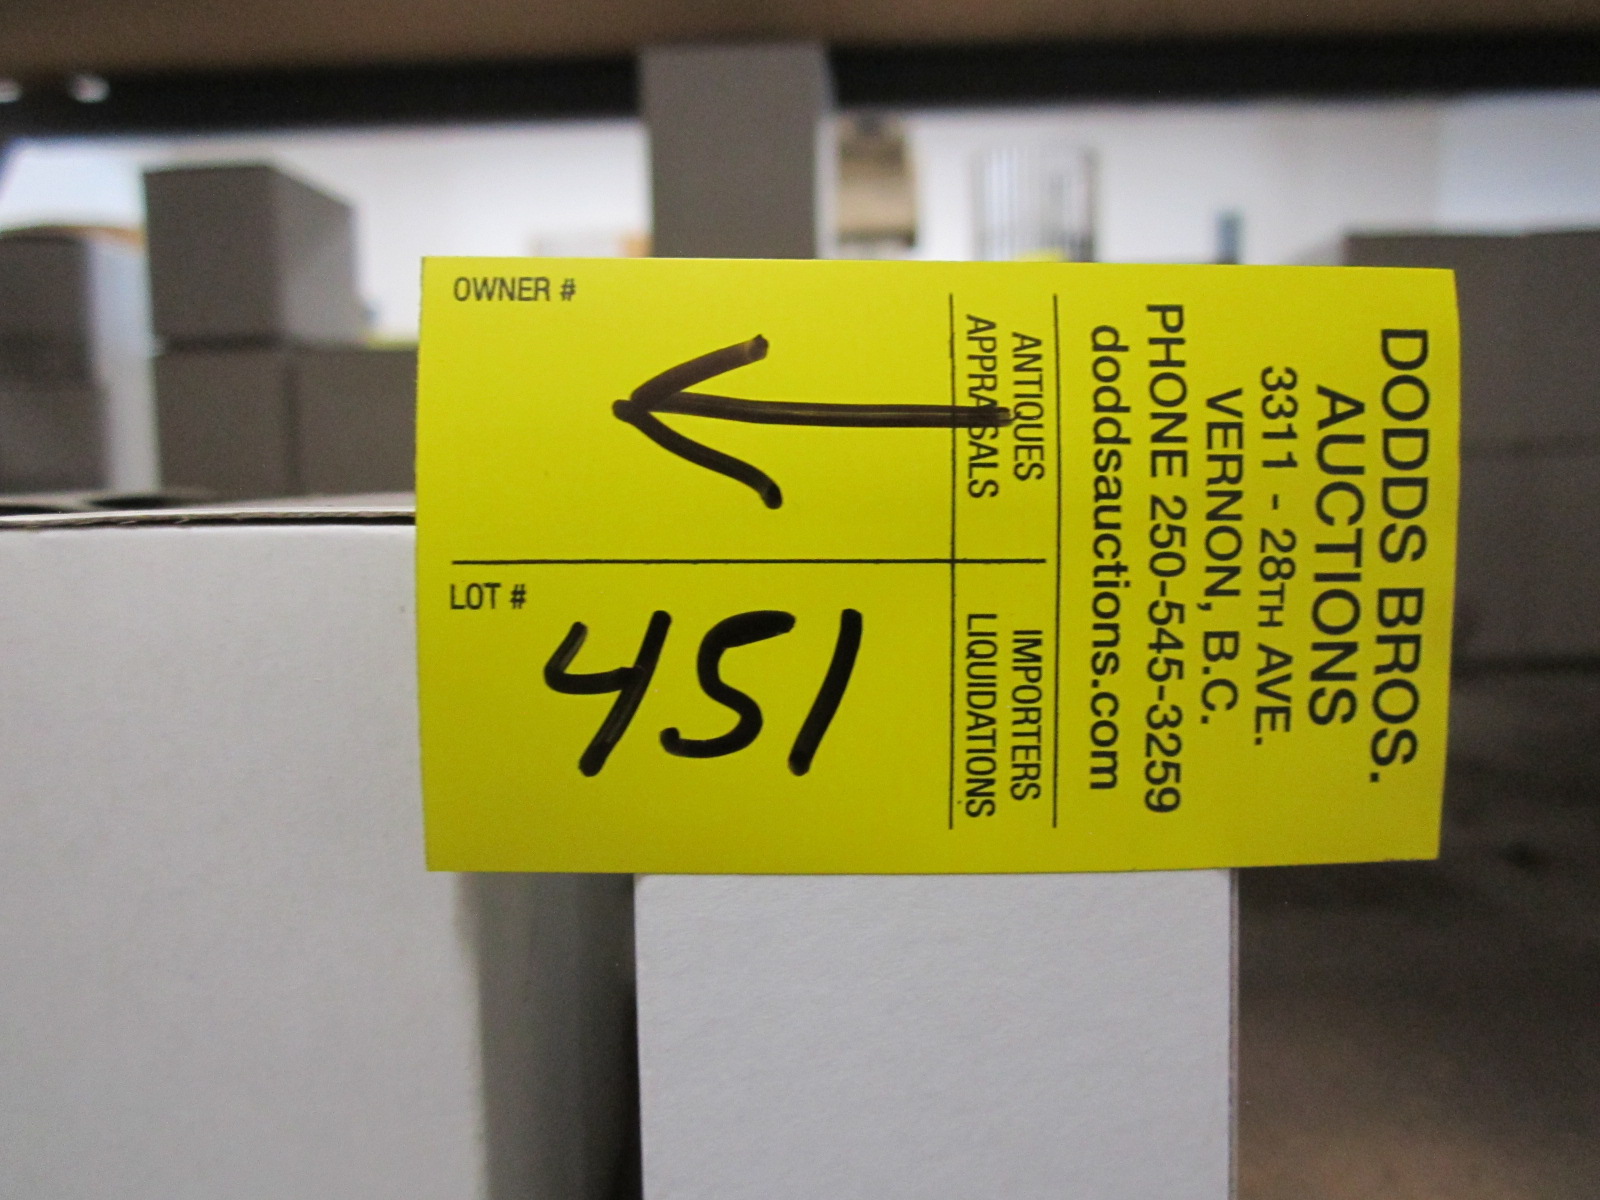 DODDS BROS.
AUCTIONS
3311 - 28TH AVE.
VERNON, B.C.
PHONE 250-545-3259
doddsauctions.com
ANTIQUES
APPRAISALS
IMPORTERS
LIQUIDATIONS
OWNER #
LOT #
451